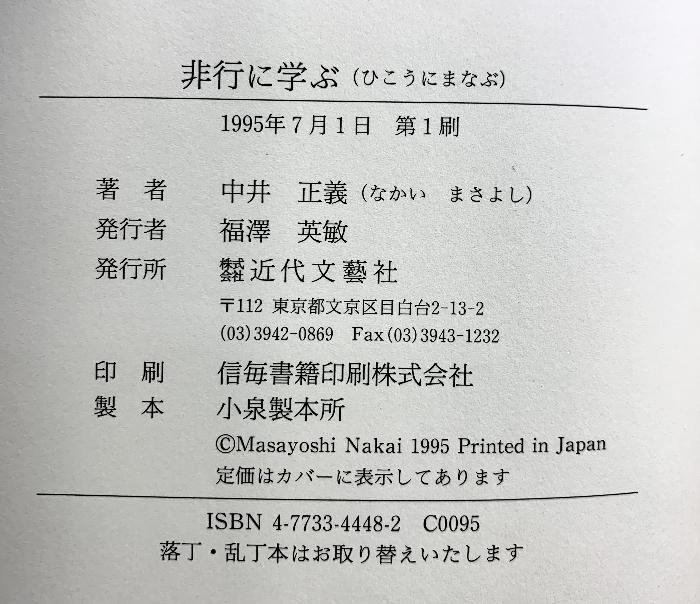 非行に学ぶ（ひこうにまなぶ）
1995年7月1日　第1刷
著　者　中井　正義（なかい　まさよし）
発行者　福澤　英敏
発行所　株式会社近代文藝社
〒112 東京都文京区目白台2-13-2
(03)3942-0869　Fax(03)3943-1232
印　刷　信毎書籍印刷株式会社
製　本　小泉製本所
©Masayoshi Nakai 1995 Printed in Japan
定価はカバーに表示してあります
ISBN 4-7733-4448-2　C0095
落丁・乱丁本はお取り替えいたします